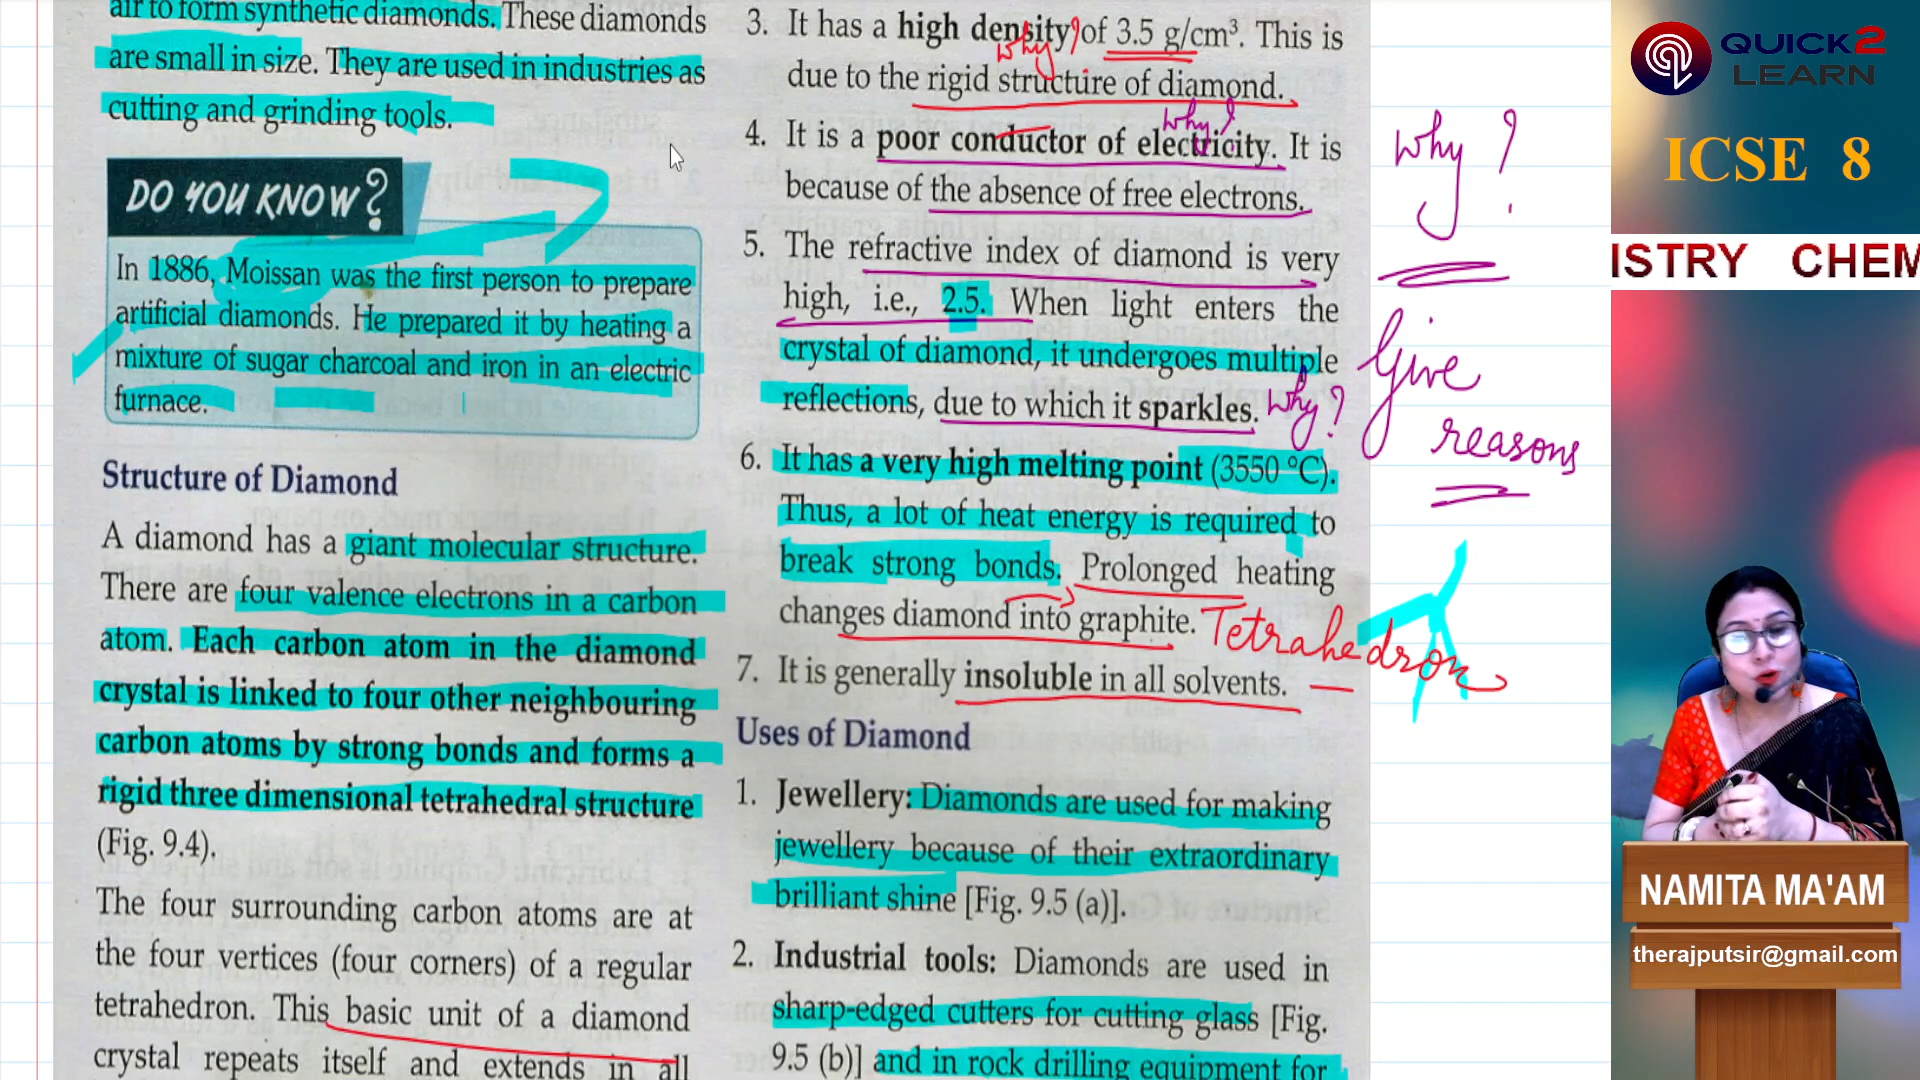 air to form synthetic diamonds. These diamonds
are small in size. They are used in industries as
cutting and grinding tools.
DO YOU KNOW?
In 1886, Moissan was the first person to prepare
artificial diamonds. He prepared it by heating a
mixture of sugar charcoal and iron in an electric
furnace.
Structure of Diamond
A diamond has a giant molecular structure.
There are four valence electrons in a carbon
atom. Each carbon atom in the diamond
crystal is linked to four other neighbouring
carbon atoms by strong bonds and forms a
rigid three dimensional tetrahedral structure
(Fig. 9.4).
The four surrounding carbon atoms are at
the four vertices (four corners) of a regular
tetrahedron. This basic unit of a diamond
crystal repeats itself and extends in all
3. It has a high density of 3.5 g/cm³. This is
why?
due to the rigid structure of diamond.
why?
4. It is a poor conductor of electricity. It is
because of the absence of free electrons.
5. The refractive index of diamond is very
high, i.e., 2.5. When light enters the
crystal of diamond, it undergoes multiple
reflections, due to which it sparkles. Why?
6. It has a very high melting point (3550 °C).
Thus, a lot of heat energy is required to
break strong bonds. Prolonged heating
changes diamond into graphite. Tetrahedron
7. It is generally insoluble in all solvents.
Uses of Diamond
1. Jewellery: Diamonds are used for making
jewellery because of their extraordinary
brilliant shine [Fig. 9.5 (a)].
2. Industrial tools: Diamonds are used in
sharp-edged cutters for cutting glass [Fig.
9.5 (b)] and in rock drilling equipment for
Why?
Give
reasons
QUICK2
LEARN
ICSE 8
ISTRY CHEM
NAMITA MA'AM
therajputsir@gmail.com